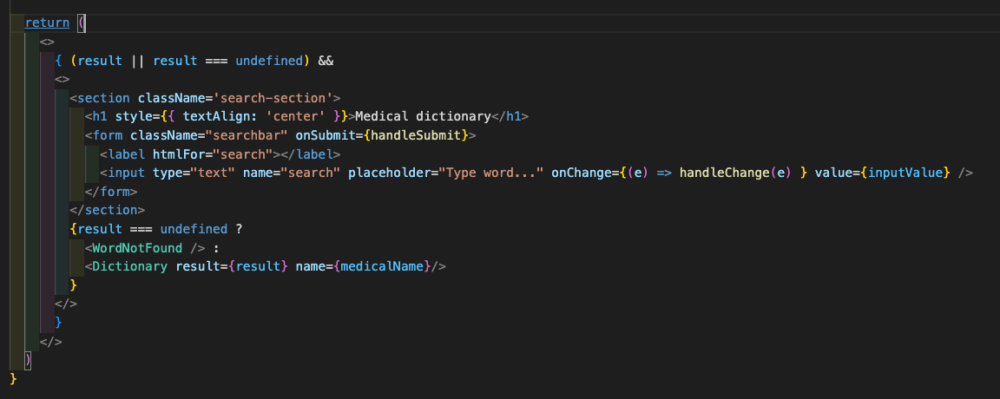 return (
<>
{ (result || result === undefined) &&
<>
<section className='search-section'>
<h1 style={{ textAlign: 'center' }}>Medical dictionary</h1>
<form className="searchbar" onSubmit={handleSubmit}>
<label htmlFor="search"></label>
<input type="text" name="search" placeholder="Type word..." onChange={(e) => handleChange(e) } value={inputValue} />
</form>
</section>
{result === undefined ?
<WordNotFound /> :
<Dictionary result={result} name={medicalName}/>
}
</>
}
</>
)
}